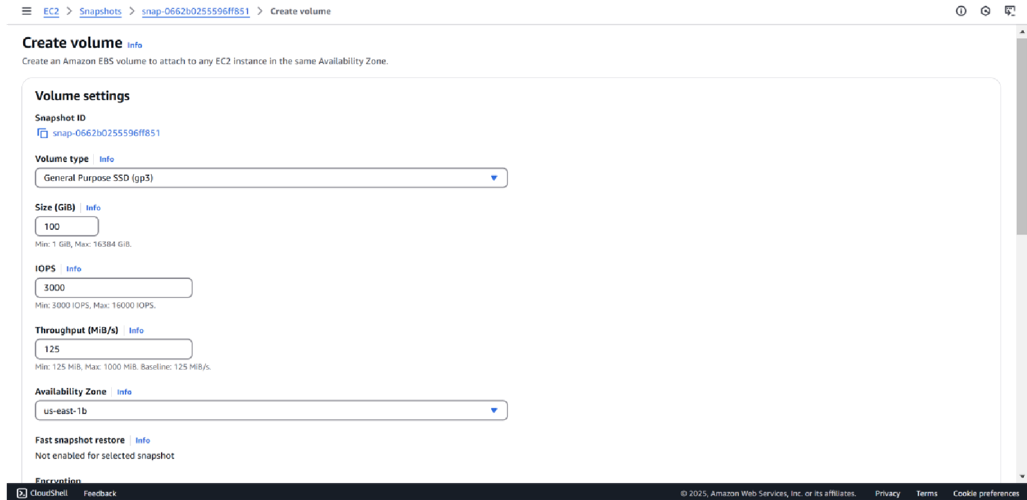 EC2 > Snapshots > snap-0662b0255596ff851 > Create volume
Create volume Info
Create an Amazon EBS volume to attach to any EC2 instance in the same Availability Zone.
Volume settings
Snapshot ID
snap-0662b0255596ff851
Volume type Info
General Purpose SSD (gp3)
Size (GiB) Info
100
Min: 1 GiB, Max: 16384 GiB.
IOPS Info
3000
Min: 3000 IOPS, Max: 16000 IOPS.
Throughput (MiB/s) Info
125
Min: 125 MiB, Max: 1000 MiB. Baseline: 125 MiB/s.
Availability Zone Info
us-east-1b
Fast snapshot restore Info
Not enabled for selected snapshot
Encryption
CloudShell Feedback © 2025, Amazon Web Services, Inc. or its affiliates. Privacy Terms Cookie preferences